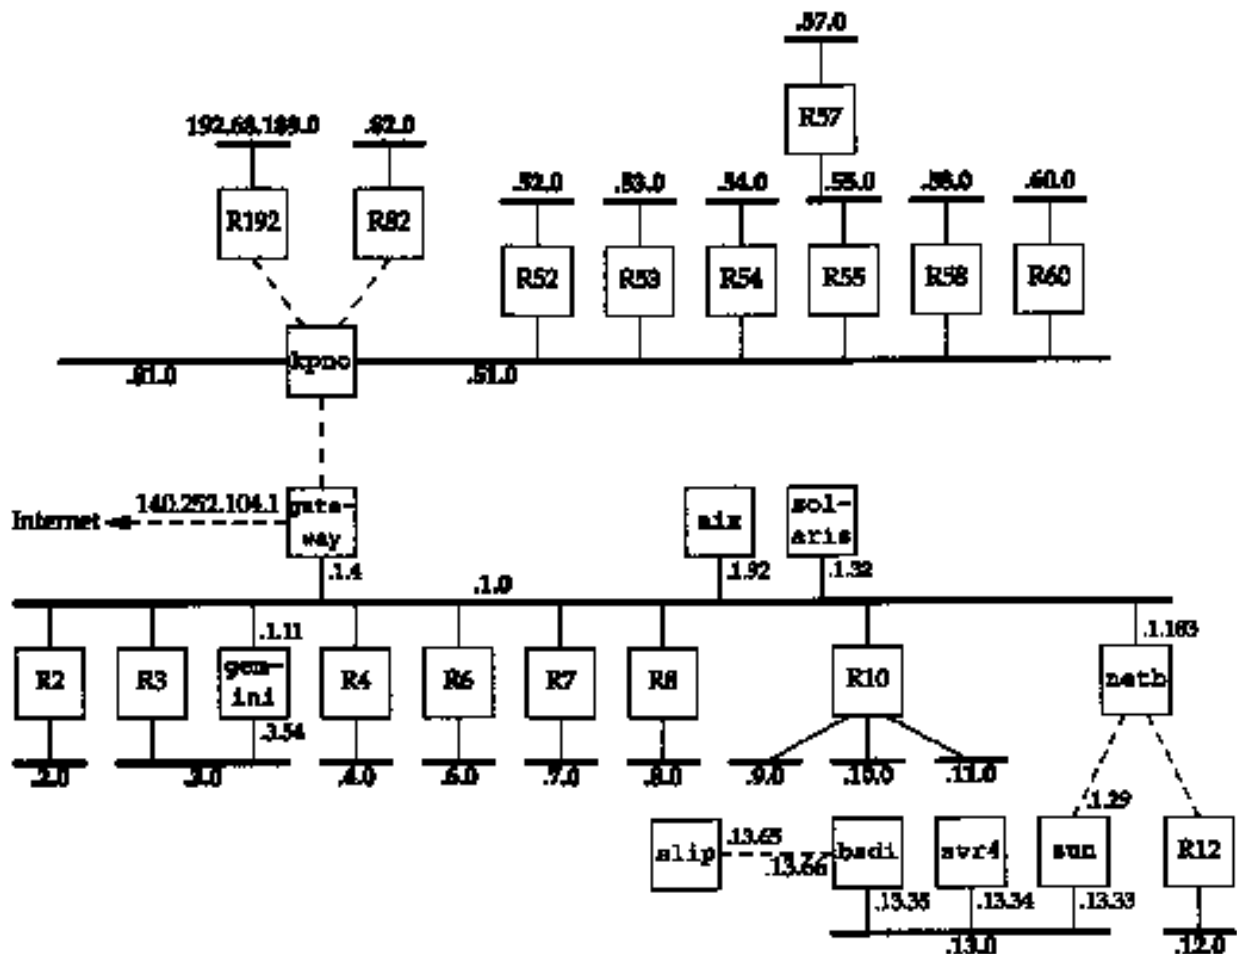 .57.0
R57
192.68.189.0
.82.0
R192
R82
.52.0
.53.0
.54.0
.55.0
.58.0
.60.0
R52
R53
R54
R55
R58
R60
kpno
.81.0
.51.0
140.252.104.1
Internet
gate-
way
aix
sol-
aris
.1.4
.1.92
.1.32
.1.0
.1.11
.1.183
R2
R3
gem-
ini
R4
R6
R7
R8
R10
netb
.3.54
.2.0
.3.0
.4.0
.6.0
.7.0
.8.0
.9.0
.10.0
.11.0
.1.29
slip
.13.65
.13.66
bsdi
svr4
sun
R12
.13.35
.13.34
.13.33
.13.0
.12.0